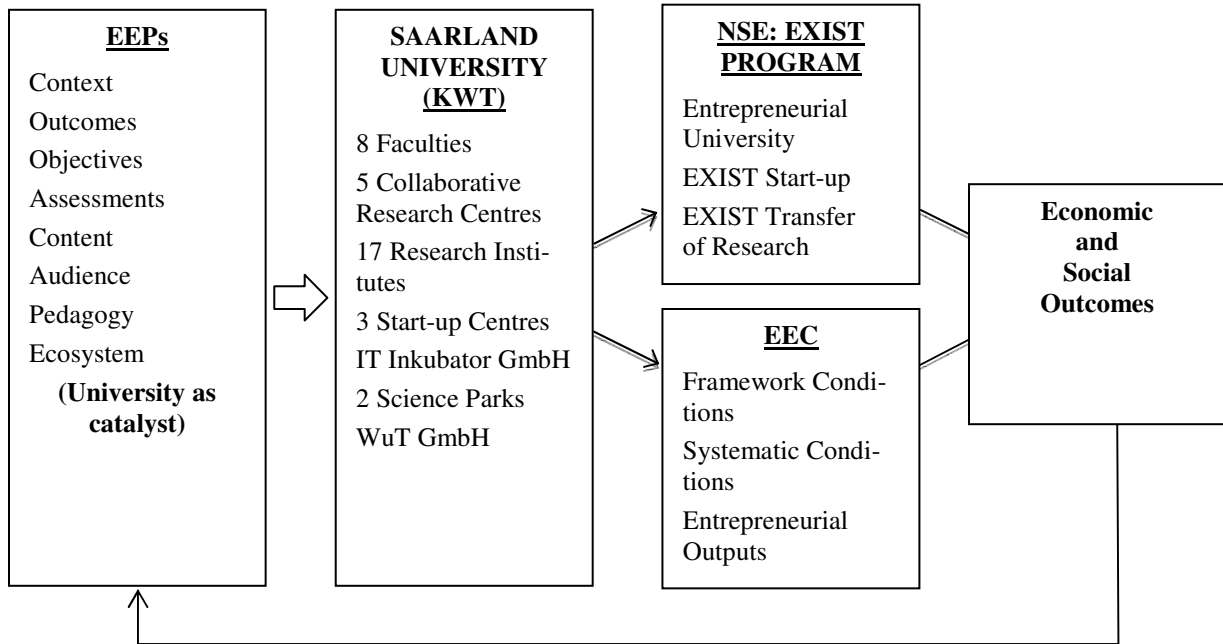 EEPs
Context
Outcomes
Objectives
Assessments
Content
Audience
Pedagogy
Ecosystem
(University as
catalyst)
SAARLAND
UNIVERSITY
(KWT)
8 Faculties
5 Collaborative
Research Centres
17 Research Insti-
tutes
3 Start-up Centres
IT Inkubator GmbH
2 Science Parks
WuT GmbH
NSE: EXIST
PROGRAM
Entrepreneurial
University
EXIST Start-up
EXIST Transfer
of Research
EEC
Framework Condi-
tions
Systematic Condi-
tions
Entrepreneurial
Outputs
Economic
and
Social
Outcomes